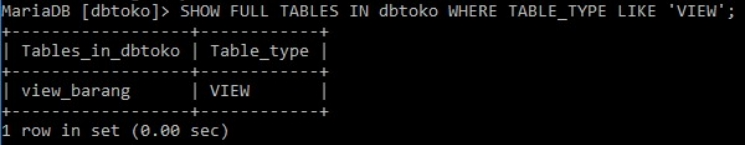 MariaDB [dbtoko]> SHOW FULL TABLES IN dbtoko WHERE TABLE_TYPE LIKE 'VIEW';
+------------------+------------+
| Tables_in_dbtoko | Table_type |
+------------------+------------+
| view_barang      | VIEW       |
+------------------+------------+
1 row in set (0.00 sec)